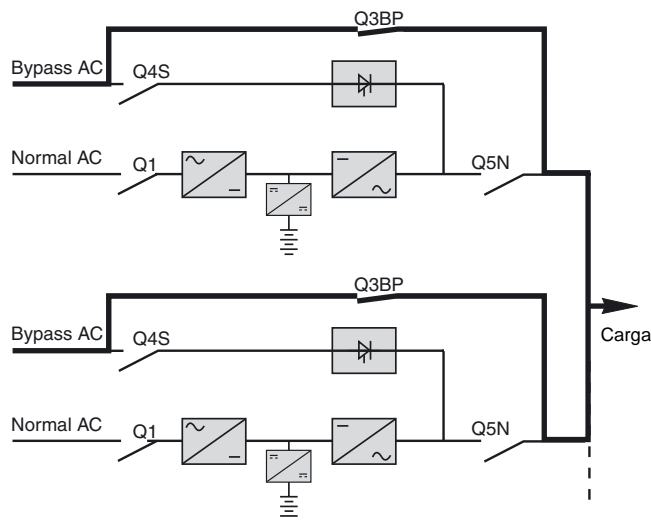 Q3BP
Bypass AC
Q4S
Normal AC
Q1
Q5N
Q3BP
Bypass AC
Q4S
Carga
Normal AC
Q1
Q5N